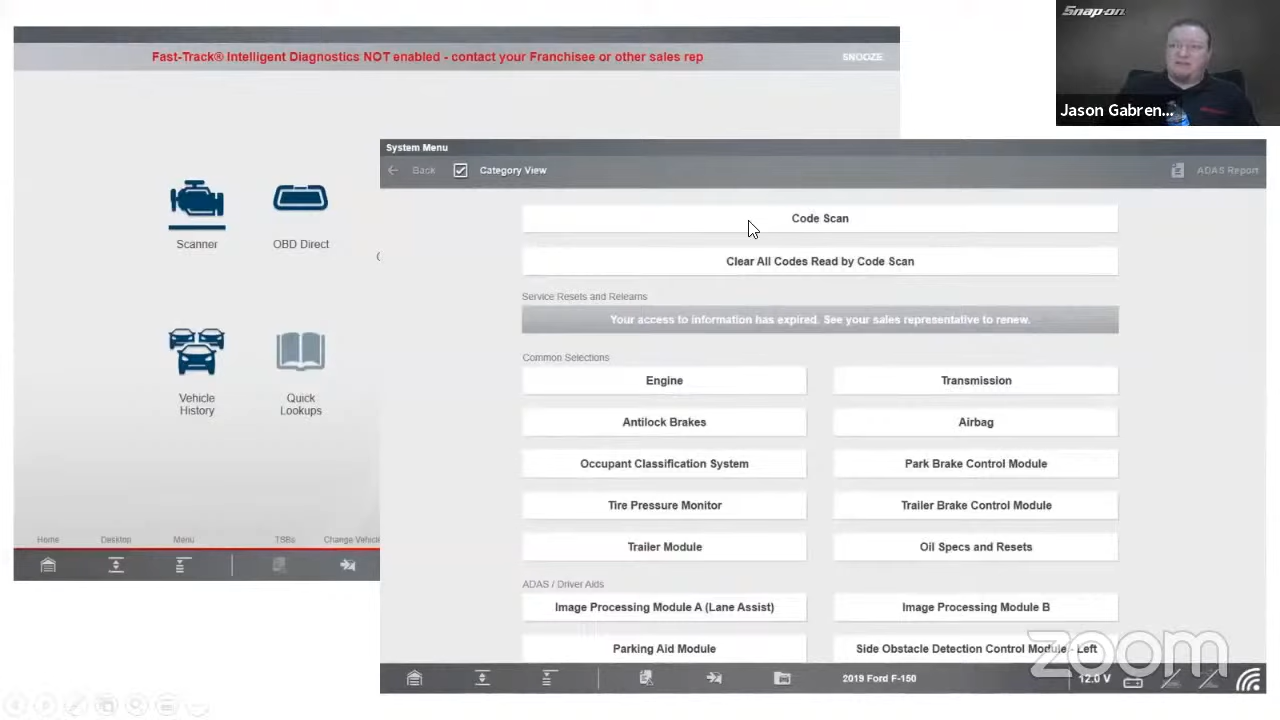 Fast-Track® Intelligent Diagnostics NOT enabled - contact your Franchisee or other sales rep
SNOOZE
Snap-on
Jason Gabren...
Scanner
OBD Direct
Vehicle
History
Quick
Lookups
Home
Desktop
Menu
TSBs
Change Vehicle
System Menu
Back
Category View
ADAS Report
Code Scan
Clear All Codes Read by Code Scan
Service Resets and Relearns
Your access to information has expired. See your sales representative to renew.
Common Selections
Engine
Transmission
Antilock Brakes
Airbag
Occupant Classification System
Park Brake Control Module
Tire Pressure Monitor
Trailer Brake Control Module
Trailer Module
Oil Specs and Resets
ADAS / Driver Aids
Image Processing Module A (Lane Assist)
Image Processing Module B
Parking Aid Module
Side Obstacle Detection Control Module - Left
2019 Ford F-150
12.0 V
zoom